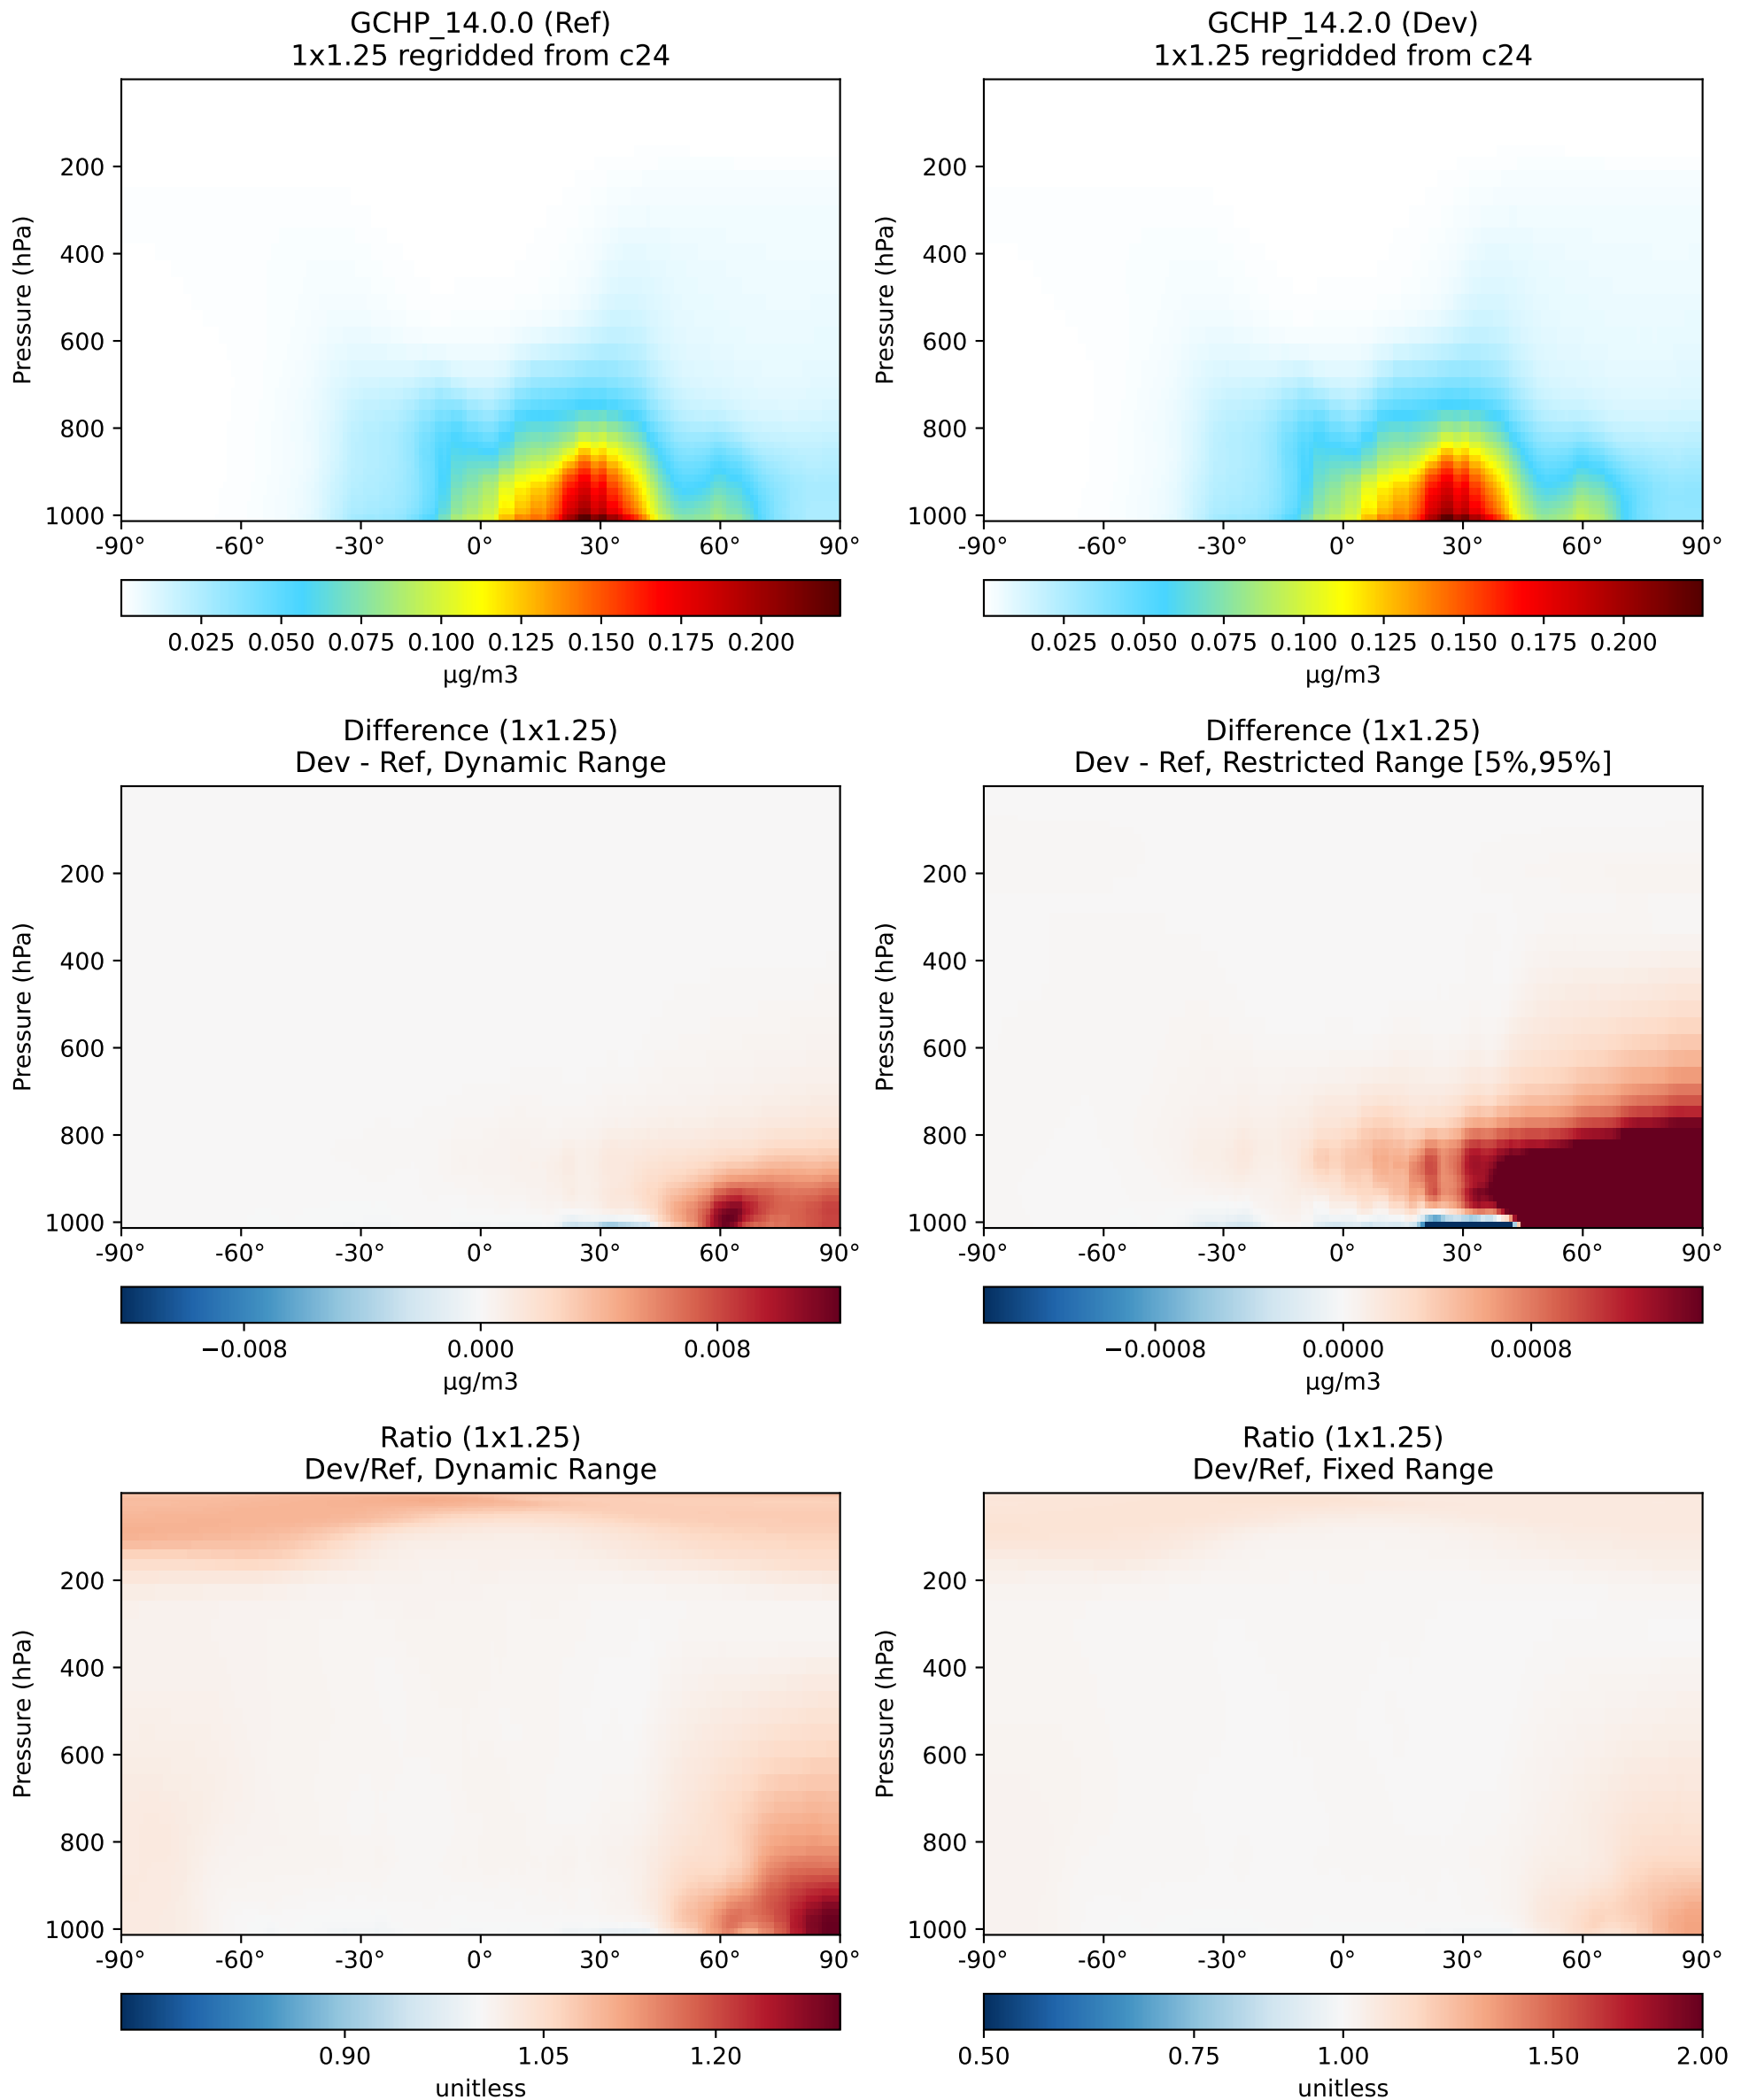 GCHP_14.0.0 (Ref)
1x1.25 regridded from c24
Pressure (hPa)
200
400
600
800
1000
-90° -60° -30° 0° 30° 60° 90°
0.025 0.050 0.075 0.100 0.125 0.150 0.175 0.200
μg/m3
GCHP_14.2.0 (Dev)
1x1.25 regridded from c24
Pressure (hPa)
200
400
600
800
1000
-90° -60° -30° 0° 30° 60° 90°
0.025 0.050 0.075 0.100 0.125 0.150 0.175 0.200
μg/m3
Difference (1x1.25)
Dev - Ref, Dynamic Range
Pressure (hPa)
200
400
600
800
1000
-90° -60° -30° 0° 30° 60° 90°
−0.008 0.000 0.008
μg/m3
Difference (1x1.25)
Dev - Ref, Restricted Range [5%,95%]
Pressure (hPa)
200
400
600
800
1000
-90° -60° -30° 0° 30° 60° 90°
−0.0008 0.0000 0.0008
μg/m3
Ratio (1x1.25)
Dev/Ref, Dynamic Range
Pressure (hPa)
200
400
600
800
1000
-90° -60° -30° 0° 30° 60° 90°
0.90 1.05 1.20
unitless
Ratio (1x1.25)
Dev/Ref, Fixed Range
Pressure (hPa)
200
400
600
800
1000
-90° -60° -30° 0° 30° 60° 90°
0.50 0.75 1.00 1.50 2.00
unitless